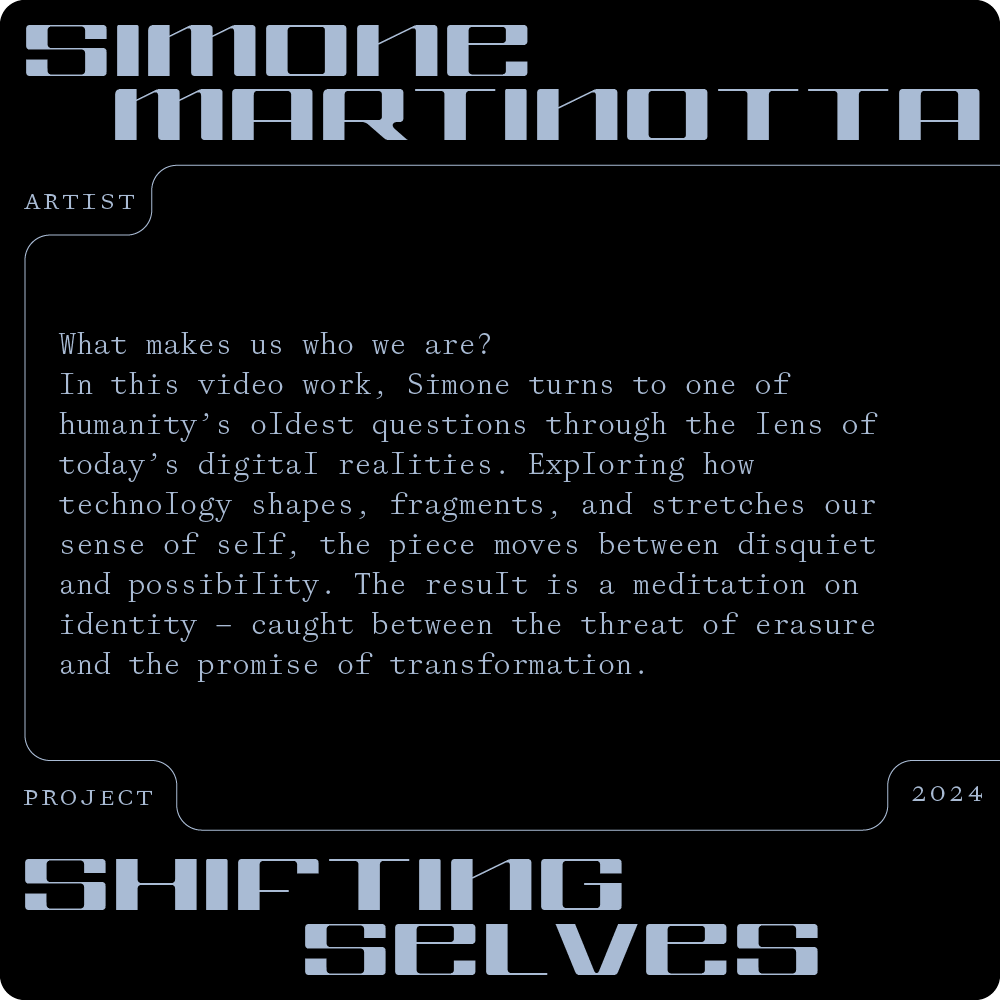 SIMONE
MARTINOTTA
ARTIST
What makes us who we are?
In this video work, Simone turns to one of
humanity’s oldest questions through the lens of
today’s digital realities. Exploring how
technology shapes, fragments, and stretches our
sense of self, the piece moves between disquiet
and possibility. The result is a meditation on
identity – caught between the threat of erasure
and the promise of transformation.
PROJECT
2024
SHIFTING
SELVES